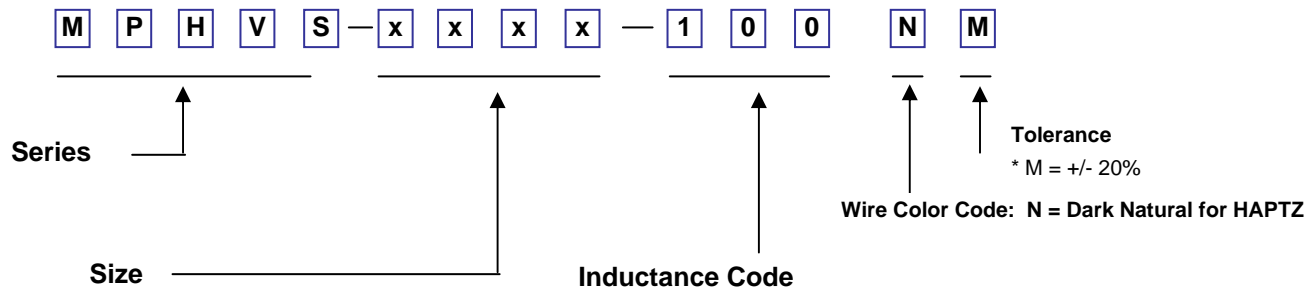 M P H V S – x x x x – 1 0 0 N M
Tolerance
Series
* M = +/- 20%
Wire Color Code: N = Dark Natural for HAPTZ
Size
Inductance Code